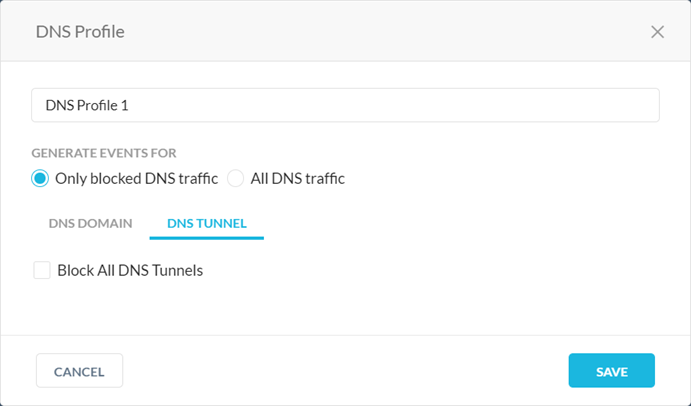 DNS Profile
DNS Profile 1
GENERATE EVENTS FOR
Only blocked DNS traffic All DNS traffic
DNS DOMAIN DNS TUNNEL
Block All DNS Tunnels
CANCEL SAVE